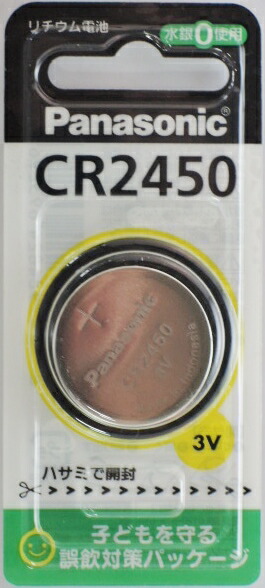 リチウム電池
水銀0使用
Panasonic
CR2450
+
Panasonic
CR2450
3V
Indonesia
3V
ハサミで開封
子どもを守る
誤飲対策パッケージ